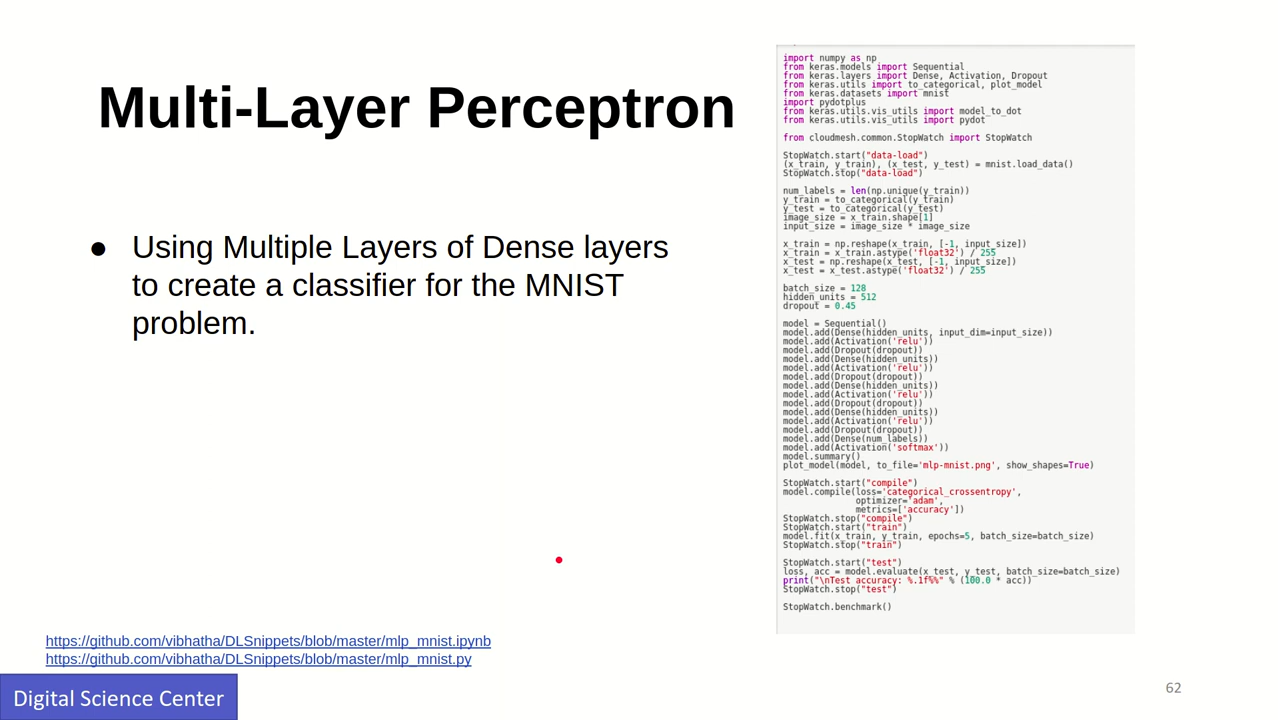 Multi-Layer Perceptron
● Using Multiple Layers of Dense layers
to create a classifier for the MNIST
problem.
import numpy as np
from keras.models import Sequential
from keras.layers import Dense, Activation, Dropout
from keras.utils import to_categorical, plot_model
from keras.datasets import mnist
import pydotplus
from keras.utils.vis_utils import model_to_dot
from keras.utils.vis_utils import pydot
from cloudmesh.common.StopWatch import StopWatch
StopWatch.start("data-load")
(x_train, y_train), (x_test, y_test) = mnist.load_data()
StopWatch.stop("data-load")
num_labels = len(np.unique(y_train))
y_train = to_categorical(y_train)
y_test = to_categorical(y_test)
image_size = x_train.shape[1]
input_size = image_size * image_size
x_train = np.reshape(x_train, [-1, input_size])
x_train = x_train.astype('float32') / 255
x_test = np.reshape(x_test, [-1, input_size])
x_test = x_test.astype('float32') / 255
batch_size = 128
hidden_units = 512
dropout = 0.45
model = Sequential()
model.add(Dense(hidden_units, input_dim=input_size))
model.add(Activation('relu'))
model.add(Dropout(dropout))
model.add(Dense(hidden_units))
model.add(Activation('relu'))
model.add(Dropout(dropout))
model.add(Dense(hidden_units))
model.add(Activation('relu'))
model.add(Dropout(dropout))
model.add(Dense(hidden_units))
model.add(Activation('relu'))
model.add(Dropout(dropout))
model.add(Dense(num_labels))
model.add(Activation('softmax'))
model.summary()
plot_model(model, to_file='mlp-mnist.png', show_shapes=True)
StopWatch.start("compile")
model.compile(loss='categorical_crossentropy',
optimizer='adam',
metrics=['accuracy'])
StopWatch.stop("compile")
StopWatch.start("train")
model.fit(x_train, y_train, epochs=5, batch_size=batch_size)
StopWatch.stop("train")
StopWatch.start("test")
loss, acc = model.evaluate(x_test, y_test, batch_size=batch_size)
print("\nTest accuracy: %.1f%%" % (100.0 * acc))
StopWatch.stop("test")
StopWatch.benchmark()
https://github.com/vibhatha/DLSnippets/blob/master/mlp_mnist.ipynb
https://github.com/vibhatha/DLSnippets/blob/master/mlp_mnist.py
Digital Science Center
62